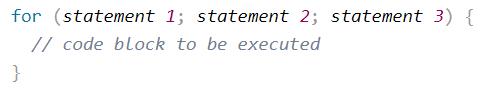 for (statement 1; statement 2; statement 3) {
  // code block to be executed
}